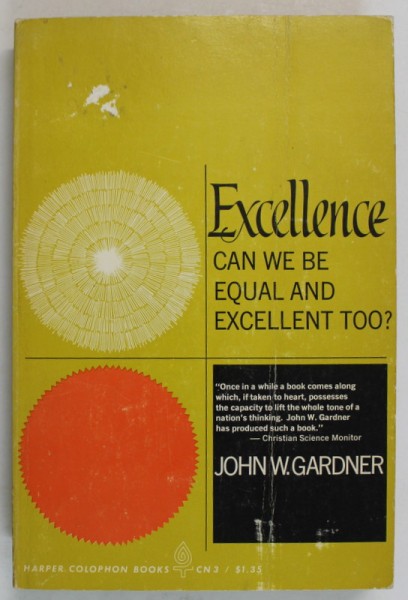 Excellence
CAN WE BE
EQUAL AND
EXCELLENT TOO?
"Once in a while a book comes along
which, if taken to heart, possesses
the capacity to lift the whole tone of a
nation's thinking. John W. Gardner
has produced such a book."
— Christian Science Monitor
JOHN W. GARDNER
HARPER COLOPHON BOOKS CN 3 / $1.35